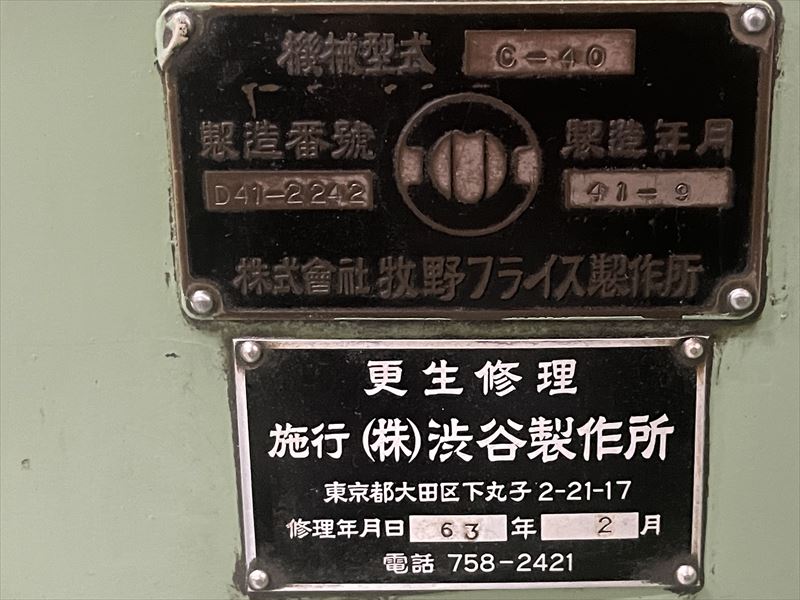 機械型式 C-40
製造番號 製造年月
D41-2242 41-9
株式會社 牧野フライス製作所
更生修理
施行 (株)渋谷製作所
東京都大田区下丸子2-21-17
修理年月日 63 年 2 月
電話 758-2421